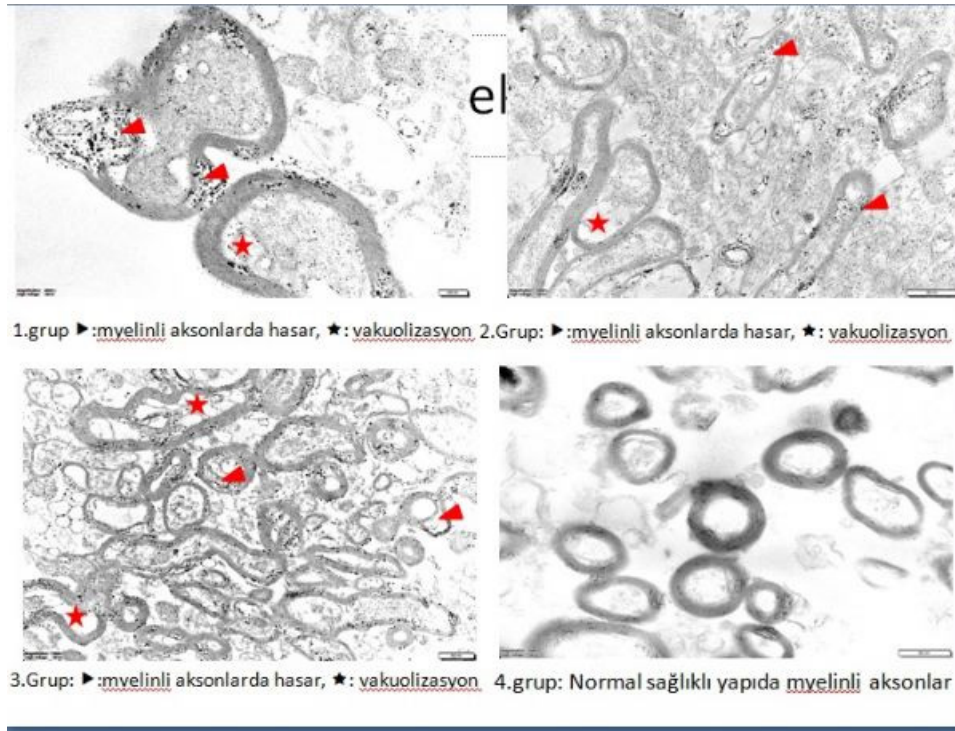 el
1.grup ►:myelinli aksonlarda hasar, ★: vakuolizasyon
2.Grup: ►:myelinli aksonlarda hasar, ★: vakuolizasyon
3.Grup: ►:myelinli aksonlarda hasar, ★: vakuolizasyon
4.grup: Normal sağlıklı yapıda myelinli aksonlar